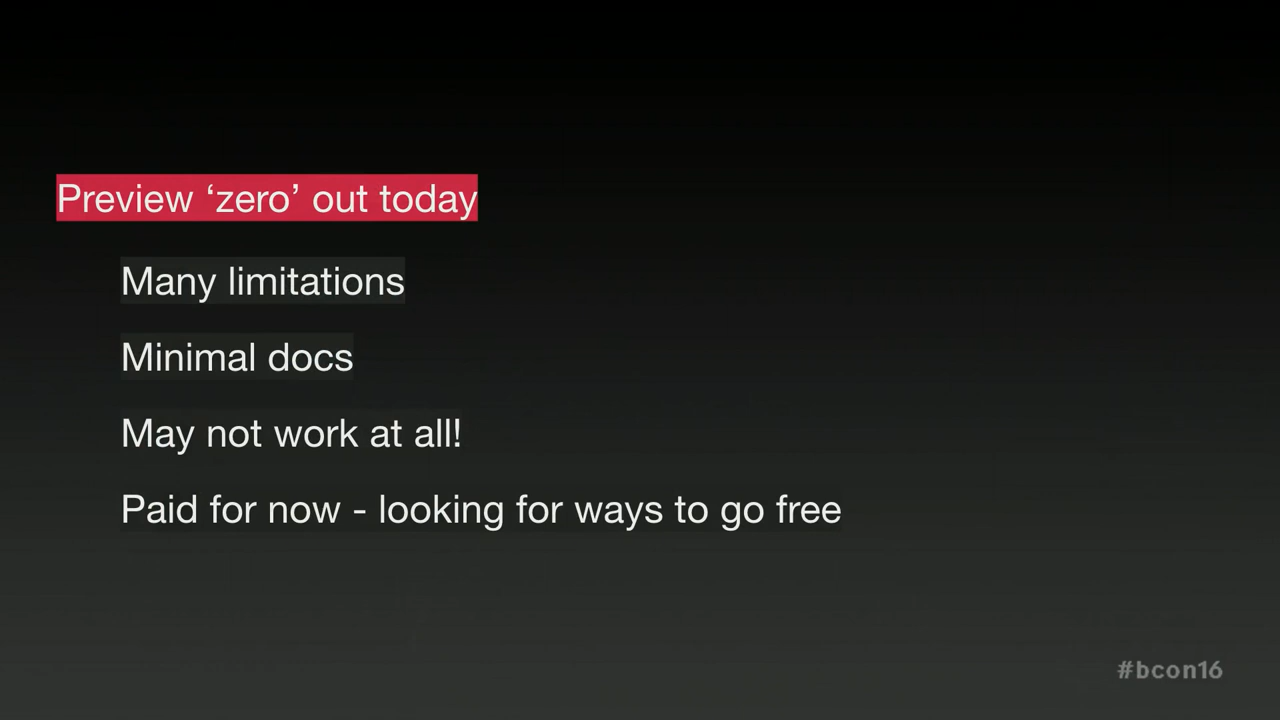 Preview ‘zero’ out today
Many limitations
Minimal docs
May not work at all!
Paid for now - looking for ways to go free
#bcon16